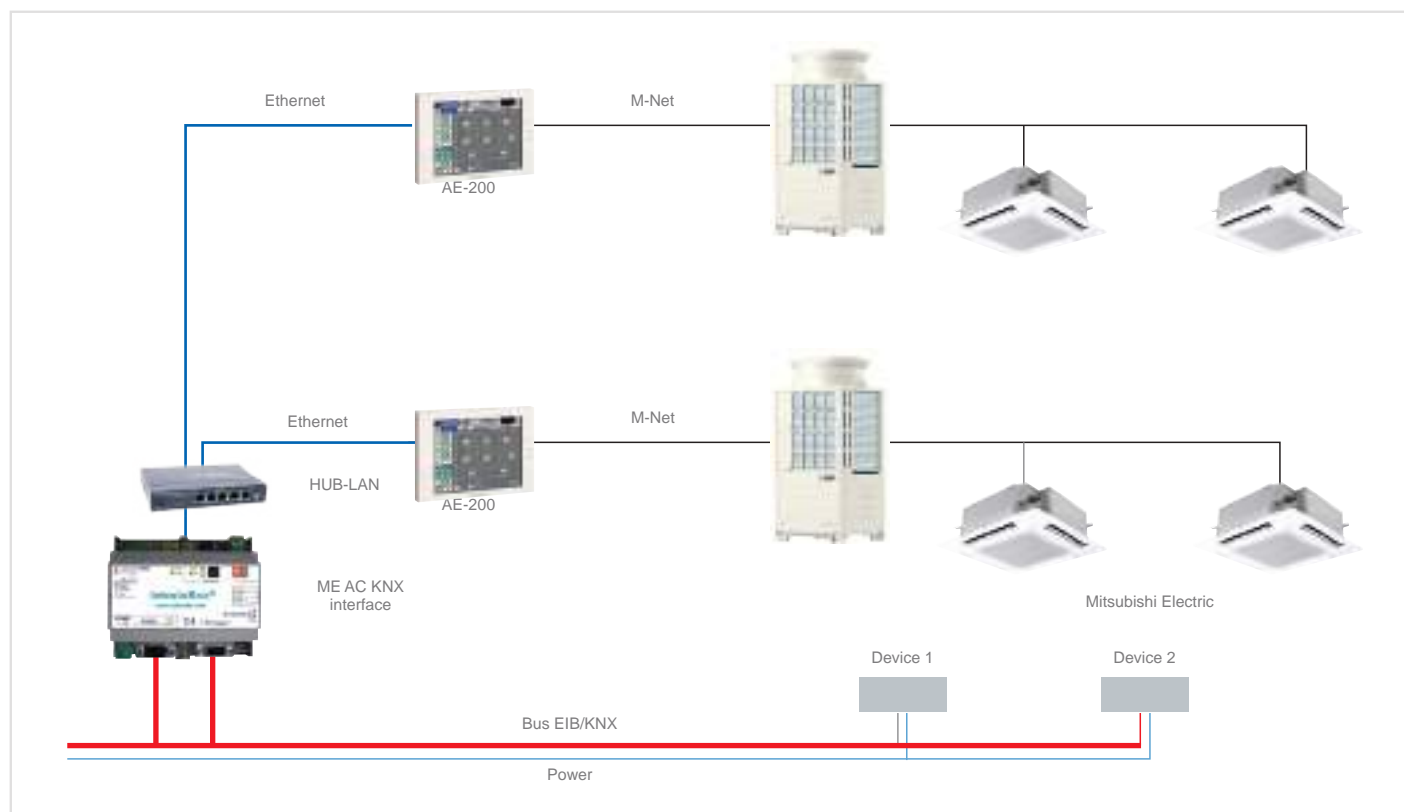 Ethernet
M-Net
AE-200
Ethernet
M-Net
HUB-LAN
AE-200
ME AC KNX
interface
Mitsubishi Electric
Device 1
Device 2
Bus EIB/KNX
Power